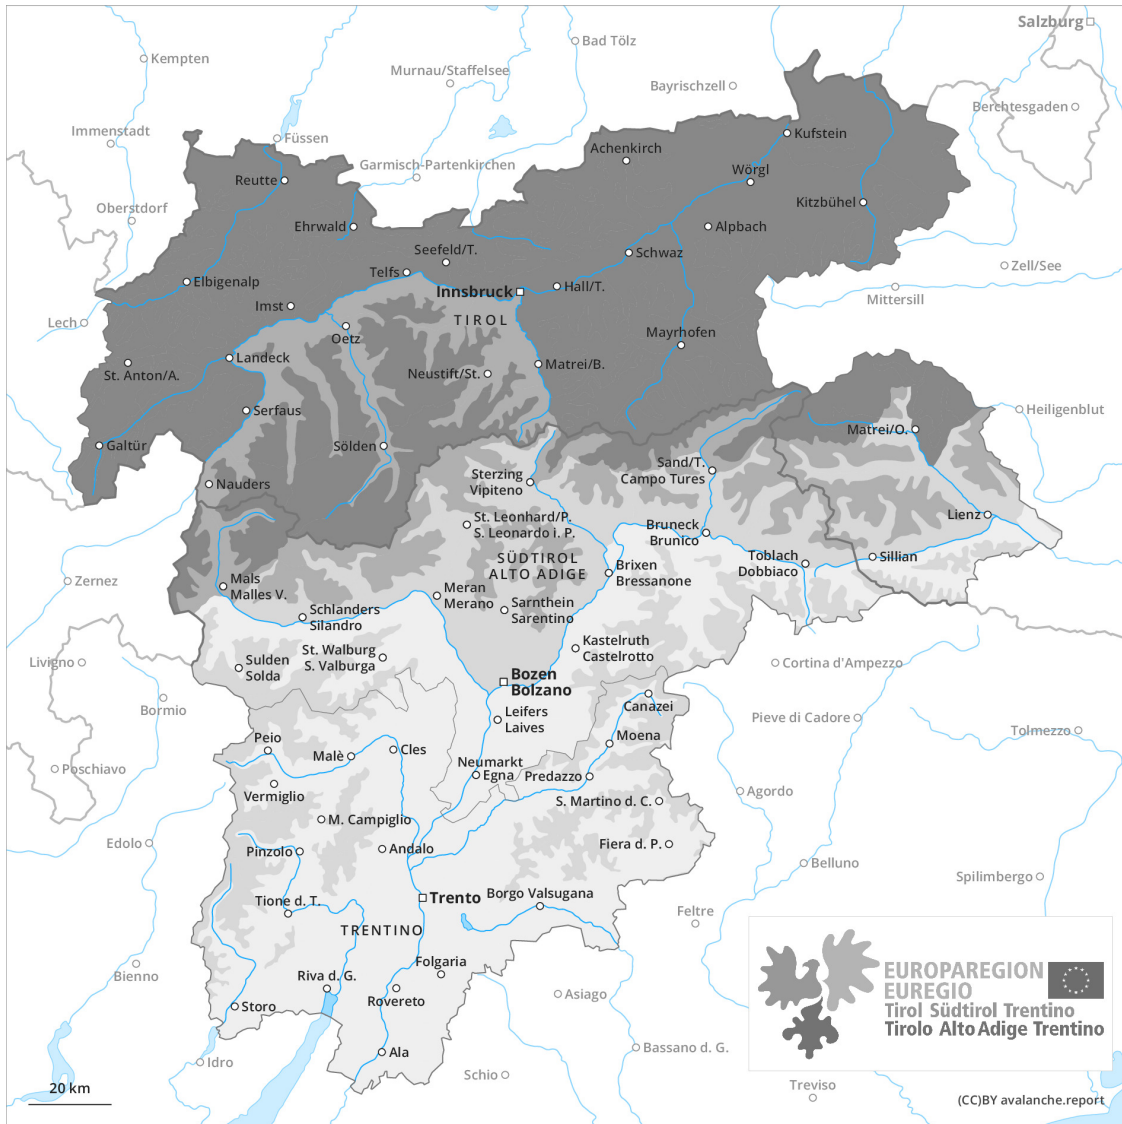 Salzburg
Bad Tölz
Kempten
Murnau/Staffelsee
Bayrischzell
Berchtesgaden
Immenstadt
Füssen
Kufstein
Achenkirch
Garmisch-Partenkirchen
Wörgl
Reutte
Oberstdorf
Kitzbühel
Ehrwald
Alpbach
Seefeld/T.
Schwaz
Telfs
Zell/See
Elbigenalp
Hall/T.
Innsbruck
Mittersill
Imst
TIROL
Lech
Oetz
Mayrhofen
Landeck
Matrei/B.
St. Anton/A.
Neustift/St.
Serfaus
Heiligenblut
Matrei/O.
Galtür
Sölden
Sand/T.
Campo Tures
Sterzing
Vipiteno
Nauders
Lienz
St. Leonhard/P.
S. Leonardo i. P.
Bruneck
Brunico
SÜDTIROL
ALTO ADIGE
Toblach
Dobbiaco
Sillian
Brixen
Bressanone
Zernez
Mals
Malles V.
Meran
Merano
Sarnthein
Sarentino
Schlanders
Silandro
Kastelruth
Castelrotto
St. Walburg
S. Valburga
Livigno
Sulden
Solda
Cortina d'Ampezzo
Bozen
Bolzano
Bormio
Canazei
Leifers
Laives
Pieve di Cadore
Tolmezzo
Peio
Moena
Malè
Cles
Neumarkt
Egna
Predazzo
Poschiavo
Vermiglio
Agordo
S. Martino d. C.
M. Campiglio
Edolo
Pinzolo
Andalo
Fiera d. P.
Belluno
Spilimbergo
Tione d. T.
Trento
Borgo Valsugana
Feltre
TRENTINO
Bienno
Folgaria
Riva d. G.
Rovereto
Asiago
Storo
EUROPAREGION
EUREGIO
Tirol Südtirol Trentino
Tirolo Alto Adige Trentino
Idro
Ala
Bassano d. G.
Schio
Treviso
20 km
(CC)BY avalanche.report